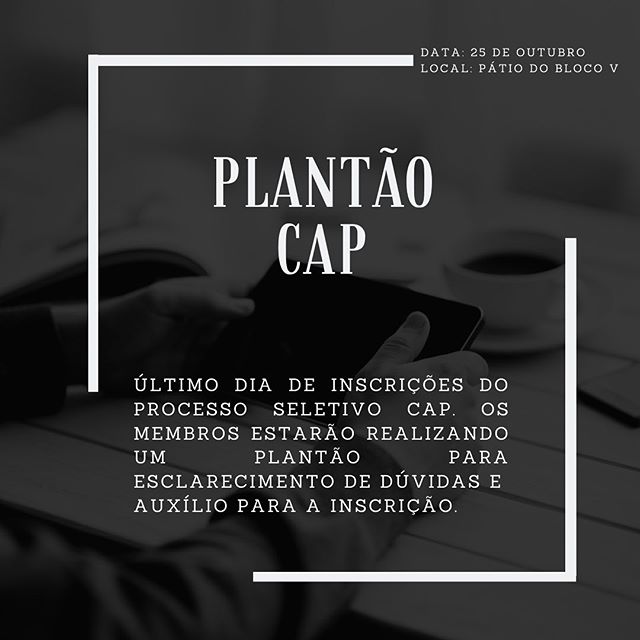 DATA: 25 DE OUTUBRO
LOCAL: PÁTIO DO BLOCO V
PLANTÃO
CAP
ÚLTIMO DIA DE INSCRIÇÕES DO
PROCESSO SELETIVO CAP. OS
MEMBROS ESTARÃO REALIZANDO
UM PLANTÃO PARA
ESCLARECIMENTO DE DÚVIDAS E
AUXÍLIO PARA A INSCRIÇÃO.